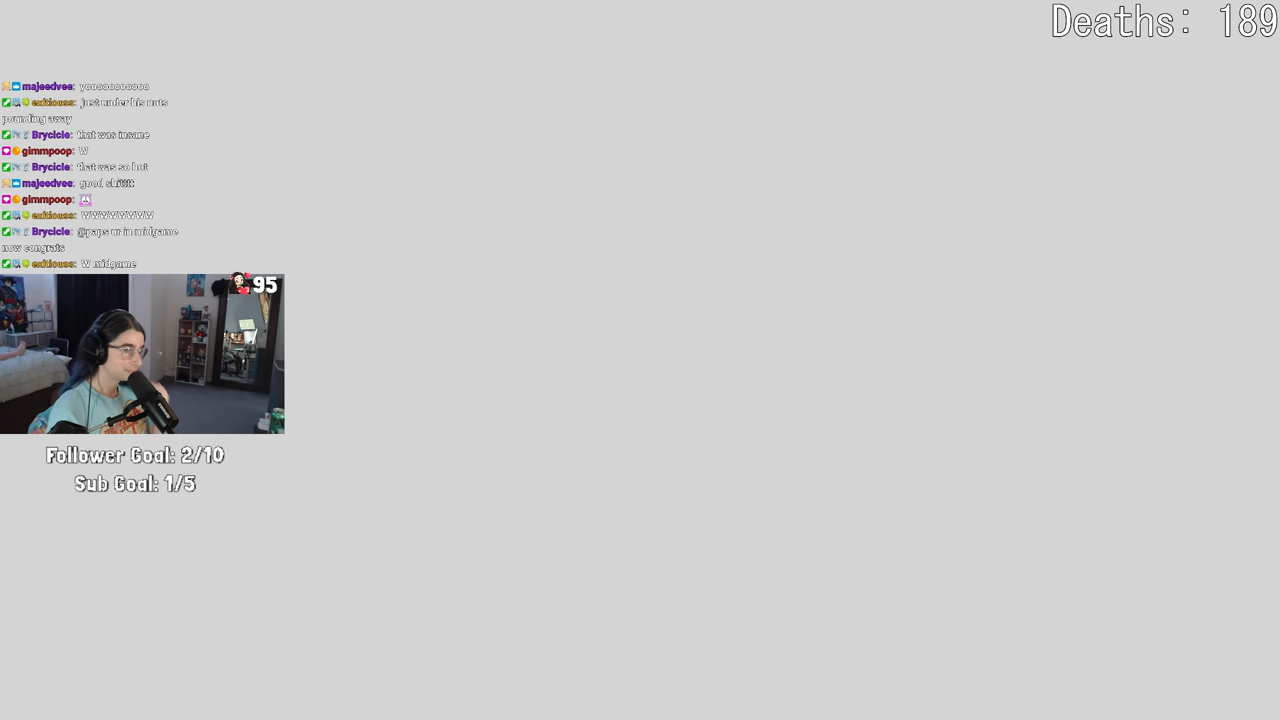 Deaths: 189
majeedvee: yooooooooooo
exitiouss: just under his nuts
pounding away
Brycicle: that was insane
gimmpoop: W
Brycicle: that was so hot
majeedvee: good shitttt
gimmpoop:
exitiouss: WWWWWWWW
Brycicle: @paps ur in midgame
now congrats
exitiouss: W midgame
95
Follower Goal: 2/10
Sub Goal: 1/5